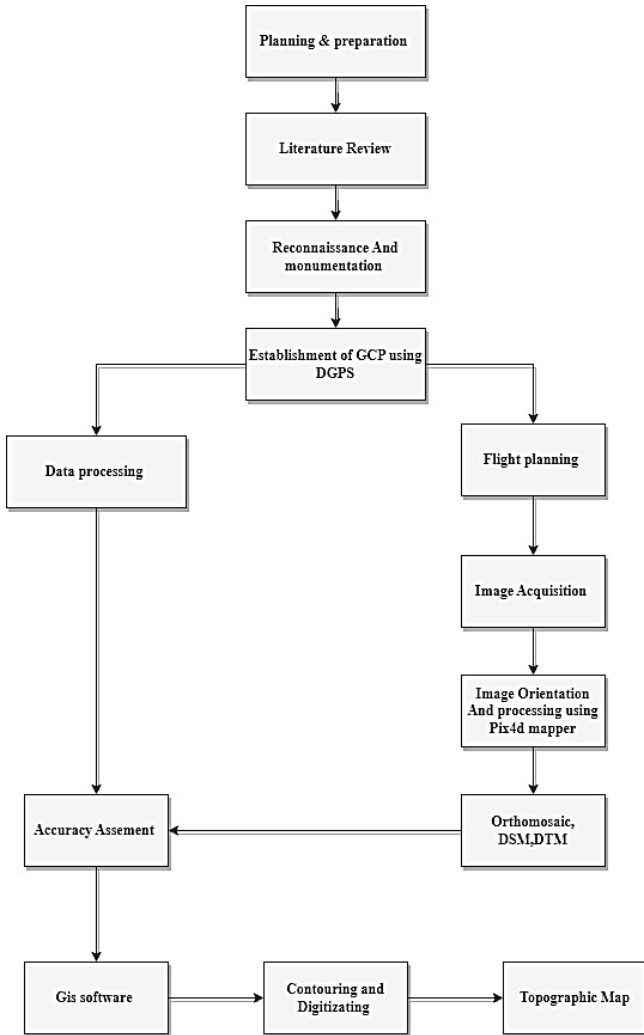 Planning & preparation
Literature Review
Reconnaissance And
monumentation
Establishment of GCP using
DGPS
Data processing
Flight planning
Image Acquisition
Image Orientation
And processing using
Pix4d mapper
Accuracy Assement
Orthomosaic,
DSM,DTM
Gis software
Contouring and
Digitizating
Topographic Map